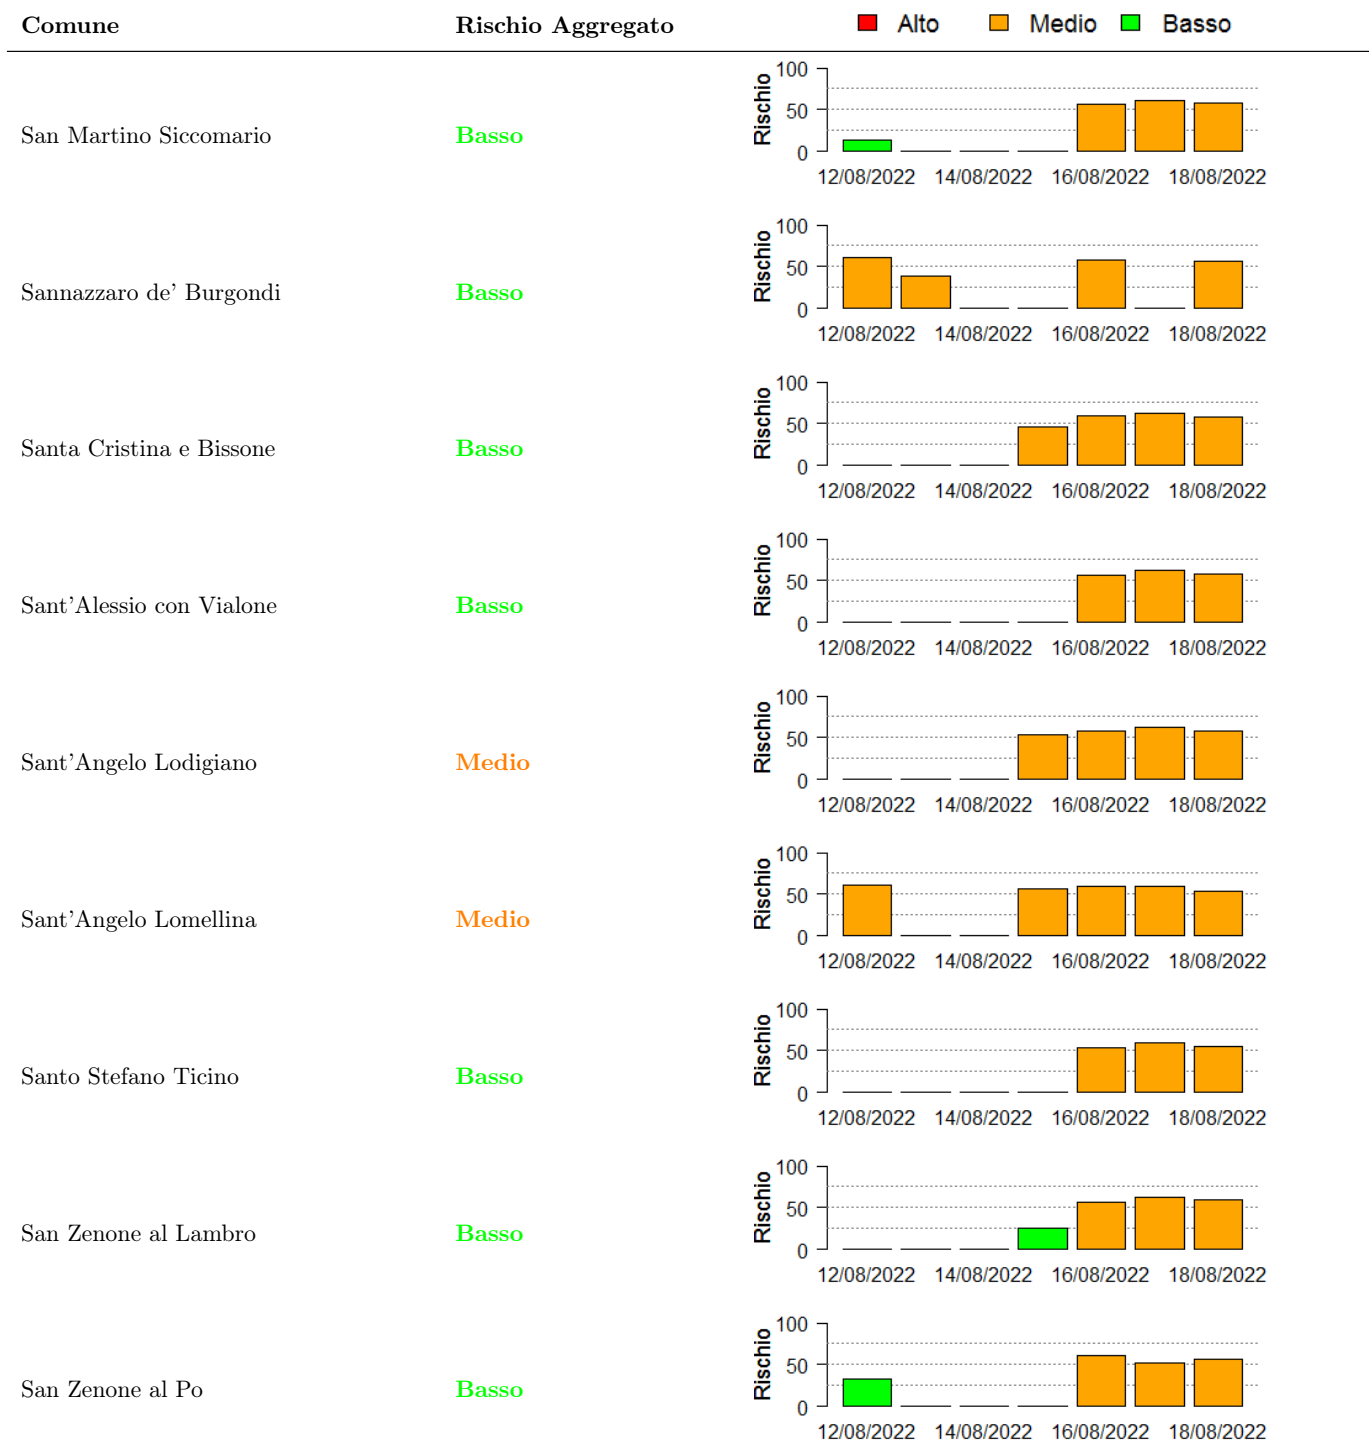 Comune Rischio Aggregato Alto Medio Basso
San Martino Siccomario Basso
Rischio
100
50
0
12/08/2022 14/08/2022 16/08/2022 18/08/2022
Sannazzaro de' Burgondi Basso
Rischio
100
50
0
12/08/2022 14/08/2022 16/08/2022 18/08/2022
Santa Cristina e Bissone Basso
Rischio
100
50
0
12/08/2022 14/08/2022 16/08/2022 18/08/2022
Sant'Alessio con Vialone Basso
Rischio
100
50
0
12/08/2022 14/08/2022 16/08/2022 18/08/2022
Sant'Angelo Lodigiano Medio
Rischio
100
50
0
12/08/2022 14/08/2022 16/08/2022 18/08/2022
Sant'Angelo Lomellina Medio
Rischio
100
50
0
12/08/2022 14/08/2022 16/08/2022 18/08/2022
Santo Stefano Ticino Basso
Rischio
100
50
0
12/08/2022 14/08/2022 16/08/2022 18/08/2022
San Zenone al Lambro Basso
Rischio
100
50
0
12/08/2022 14/08/2022 16/08/2022 18/08/2022
San Zenone al Po Basso
Rischio
100
50
0
12/08/2022 14/08/2022 16/08/2022 18/08/2022